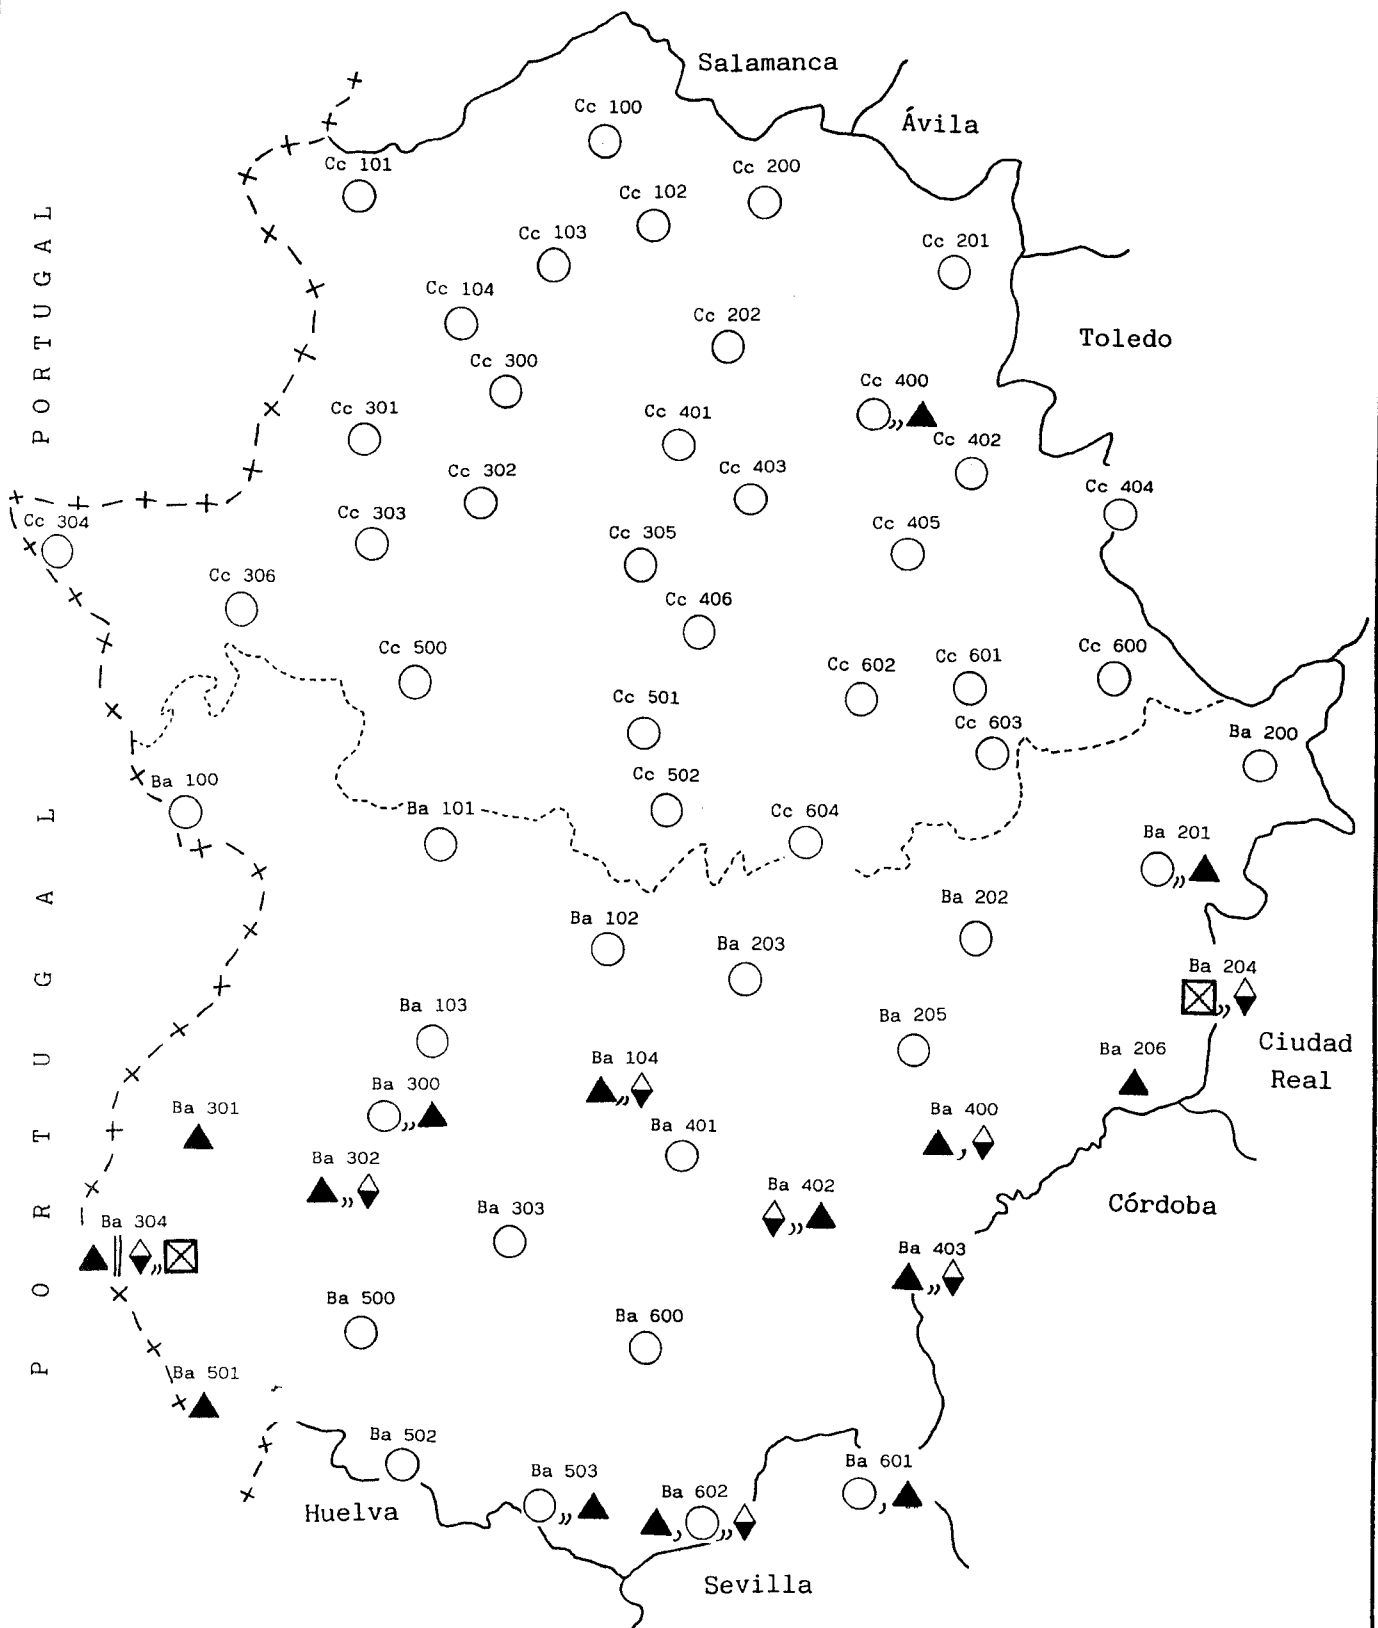 Salamanca
Cc 100
Ávila
Cc 101
Cc 200
Cc 102
PORTUGAL
Cc 103
Cc 201
Cc 104
Cc 202
Toledo
Cc 300
Cc 400
Cc 301
Cc 401
Cc 402
Cc 302
Cc 403
Cc 404
Cc 304
Cc 303
Cc 405
Cc 305
Cc 306
Cc 406
Cc 500
Cc 602
Cc 601
Cc 600
Cc 501
Cc 603
Ba 200
Ba 100
Cc 502
Ba 101
Cc 604
Ba 201
PORTUGAL
Ba 102
Ba 202
Ba 203
Ba 204
Ba 103
Ba 205
Ciudad
Real
Ba 104
Ba 206
Ba 300
Ba 301
Ba 401
Ba 400
Ba 302
Ba 402
Córdoba
Ba 303
Ba 304
Ba 403
Ba 500
Ba 600
Ba 501
Ba 502
Ba 503
Ba 602
Ba 601
Huelva
Sevilla